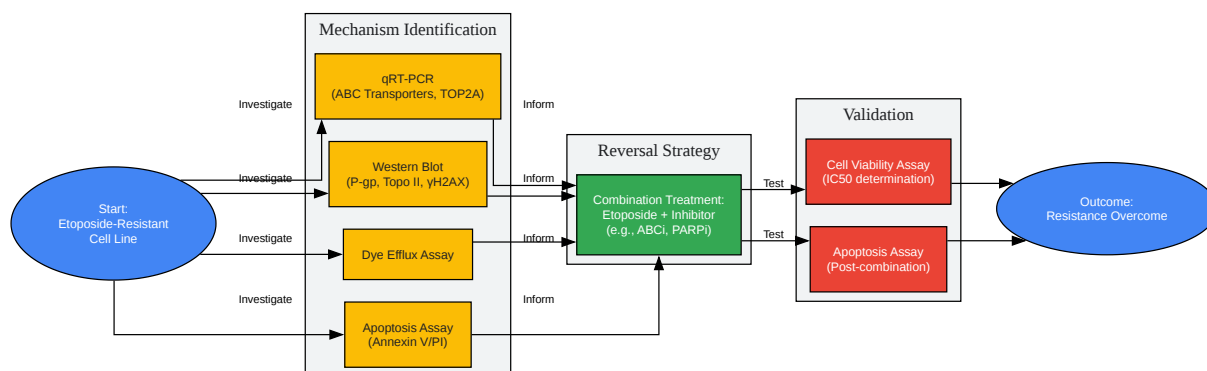 Mechanism Identification
qRT-PCR
(ABC Transporters, TOP2A)
Investigate
Inform
Western Blot
(P-gp, Topo II, γH2AX)
Investigate
Inform
Start:
Etoposide-Resistant
Cell Line
Investigate
Dye Efflux Assay
Inform
Investigate
Apoptosis Assay
(Annexin V/PI)
Inform
Reversal Strategy
Combination Treatment:
Etoposide + Inhibitor
(e.g., ABCi, PARPi)
Test
Test
Validation
Cell Viability Assay
(IC50 determination)
Apoptosis Assay
(Post-combination)
Outcome:
Resistance Overcome